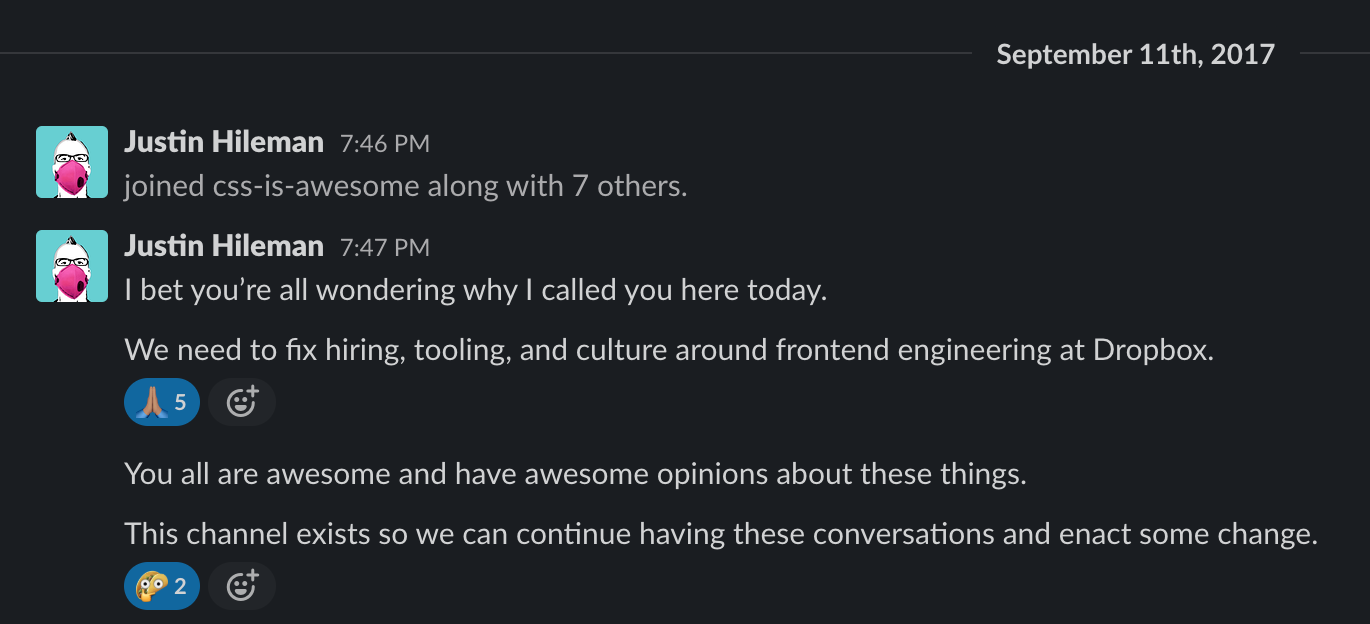 September 11th, 2017
Justin Hileman 7:46 PM
joined css-is-awesome along with 7 others.
Justin Hileman 7:47 PM
I bet you’re all wondering why I called you here today.
We need to fix hiring, tooling, and culture around frontend engineering at Dropbox.
5
You all are awesome and have awesome opinions about these things.
This channel exists so we can continue having these conversations and enact some change.
2